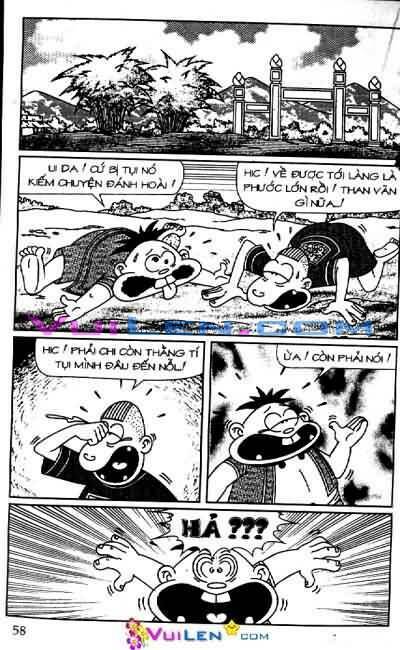 UI DA! CỨ BỊ TỤI NÓ
KIẾM CHUYỆN ĐÁNH HOÀI!
HIC! VỀ ĐƯỢC TỚI LÀNG LÀ
PHƯỚC LỚN RỒI! THAN VÃN
GÌ NỮA...!
VUILEN.COM
HIC! PHẢI CHI CÒN THẰNG TÍ
TỤI MÌNH ĐÂU ĐẾN NỖI...!
ỪA! CÒN PHẢI NÓI!
HẢ ???
58
VUILEN.COM